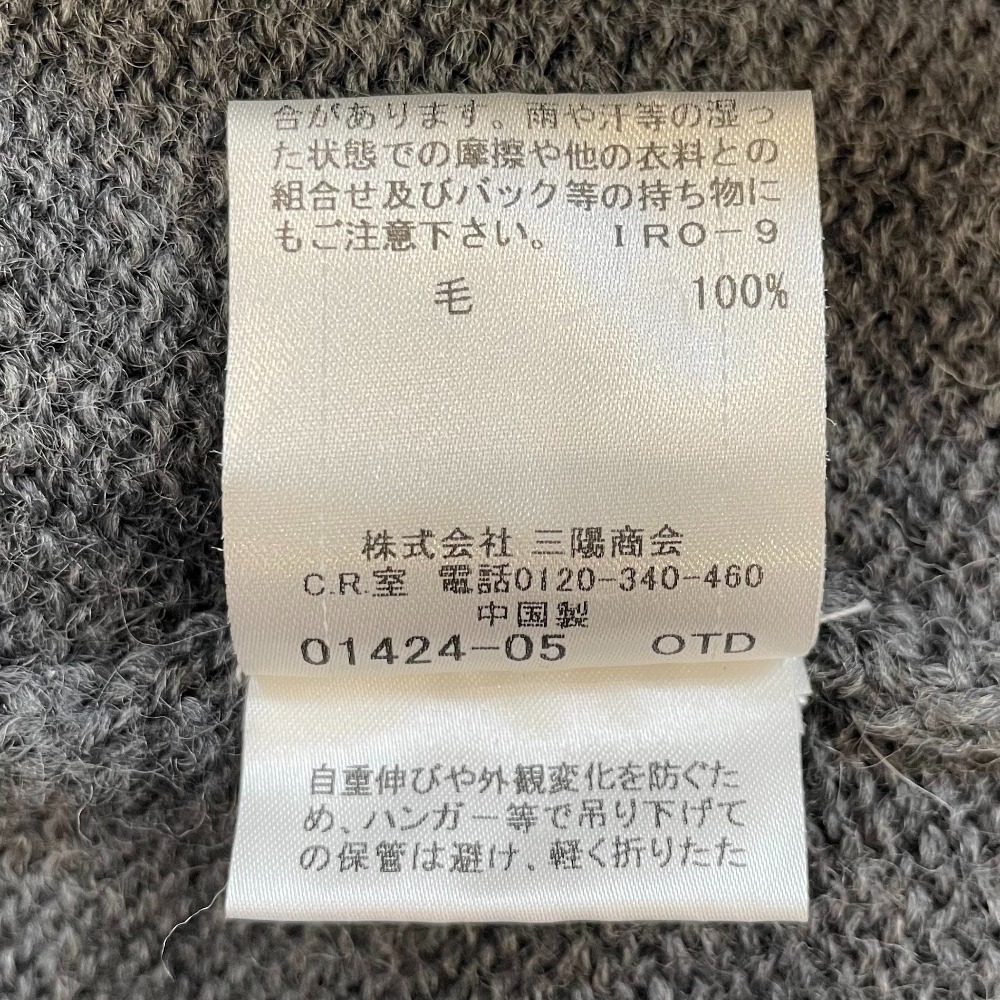 合があります。雨や汗等の湿っ
た状態での摩擦や他の衣料との
組合せ及びバック等の持ち物に
もご注意下さい。 IRO-9
毛 100%
株式会社 三陽商会
C.R.室 電話0120-340-460
中国製
01424-05 OTD
自重伸びや外観変化を防ぐた
め、ハンガー等で吊り下げて
の保管は避け、軽く折りたた